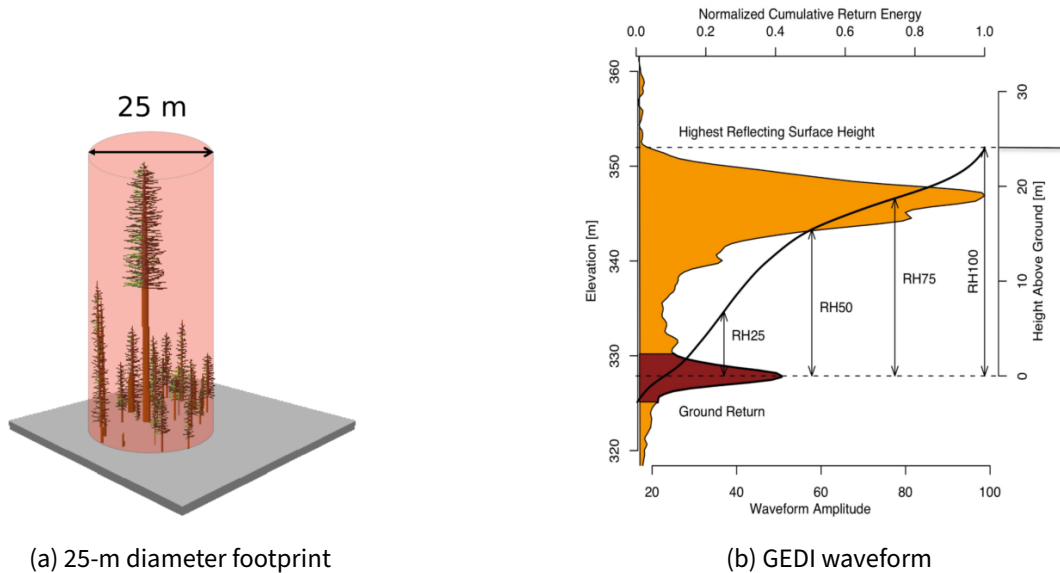 25 m
(a) 25-m diameter footprint
Normalized Cumulative Return Energy
0.0 0.2 0.4 0.6 0.8 1.0
Elevation [m]
360
350
340
330
320
Highest Reflecting Surface Height
RH25
RH50
RH75
RH100
Ground Return
30
20
10
0
Height Above Ground [m]
20 40 60 80 100
Waveform Amplitude
(b) GEDI waveform